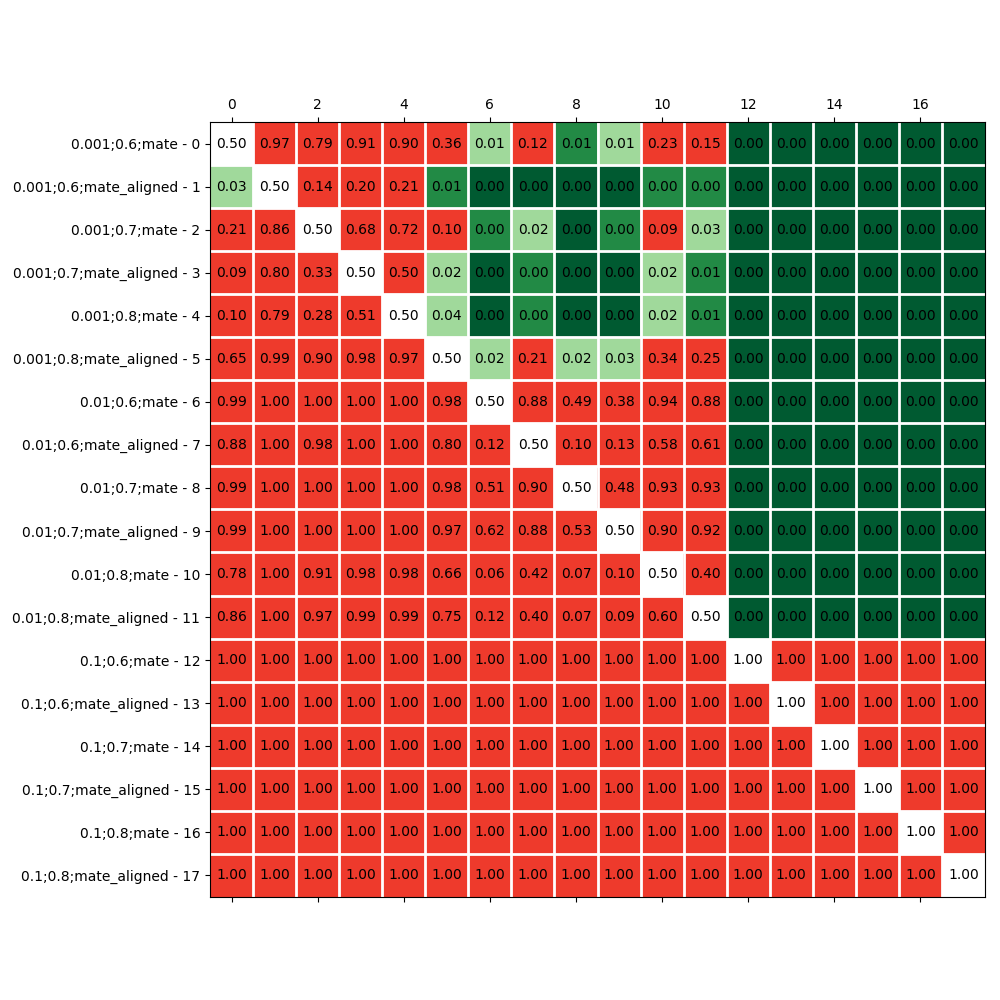 0 2 4 6 8 10 12 14 16
0.001;0.6;mate - 0 0.50 0.97 0.79 0.91 0.90 0.36 0.01 0.12 0.01 0.01 0.23 0.15 0.00 0.00 0.00 0.00 0.00 0.00
0.001;0.6;mate_aligned - 1 0.03 0.50 0.14 0.20 0.21 0.01 0.00 0.00 0.00 0.00 0.00 0.00 0.00 0.00 0.00 0.00 0.00 0.00
0.001;0.7;mate - 2 0.21 0.86 0.50 0.68 0.72 0.10 0.00 0.02 0.00 0.00 0.09 0.03 0.00 0.00 0.00 0.00 0.00 0.00
0.001;0.7;mate_aligned - 3 0.09 0.80 0.33 0.50 0.50 0.02 0.00 0.00 0.00 0.00 0.02 0.01 0.00 0.00 0.00 0.00 0.00 0.00
0.001;0.8;mate - 4 0.10 0.79 0.28 0.51 0.50 0.04 0.00 0.00 0.00 0.00 0.02 0.01 0.00 0.00 0.00 0.00 0.00 0.00
0.001;0.8;mate_aligned - 5 0.65 0.99 0.90 0.98 0.97 0.50 0.02 0.21 0.02 0.03 0.34 0.25 0.00 0.00 0.00 0.00 0.00 0.00
0.01;0.6;mate - 6 0.99 1.00 1.00 1.00 1.00 0.98 0.50 0.88 0.49 0.38 0.94 0.88 0.00 0.00 0.00 0.00 0.00 0.00
0.01;0.6;mate_aligned - 7 0.88 1.00 0.98 1.00 1.00 0.80 0.12 0.50 0.10 0.13 0.58 0.61 0.00 0.00 0.00 0.00 0.00 0.00
0.01;0.7;mate - 8 0.99 1.00 1.00 1.00 1.00 0.98 0.51 0.90 0.50 0.48 0.93 0.93 0.00 0.00 0.00 0.00 0.00 0.00
0.01;0.7;mate_aligned - 9 0.99 1.00 1.00 1.00 1.00 0.97 0.62 0.88 0.53 0.50 0.90 0.92 0.00 0.00 0.00 0.00 0.00 0.00
0.01;0.8;mate - 10 0.78 1.00 0.91 0.98 0.98 0.66 0.06 0.42 0.07 0.10 0.50 0.40 0.00 0.00 0.00 0.00 0.00 0.00
0.01;0.8;mate_aligned - 11 0.86 1.00 0.97 0.99 0.99 0.75 0.12 0.40 0.07 0.09 0.60 0.50 0.00 0.00 0.00 0.00 0.00 0.00
0.1;0.6;mate - 12 1.00 1.00 1.00 1.00 1.00 1.00 1.00 1.00 1.00 1.00 1.00 1.00 1.00 1.00 1.00 1.00 1.00 1.00
0.1;0.6;mate_aligned - 13 1.00 1.00 1.00 1.00 1.00 1.00 1.00 1.00 1.00 1.00 1.00 1.00 1.00 1.00 1.00 1.00 1.00 1.00
0.1;0.7;mate - 14 1.00 1.00 1.00 1.00 1.00 1.00 1.00 1.00 1.00 1.00 1.00 1.00 1.00 1.00 1.00 1.00 1.00 1.00
0.1;0.7;mate_aligned - 15 1.00 1.00 1.00 1.00 1.00 1.00 1.00 1.00 1.00 1.00 1.00 1.00 1.00 1.00 1.00 1.00 1.00 1.00
0.1;0.8;mate - 16 1.00 1.00 1.00 1.00 1.00 1.00 1.00 1.00 1.00 1.00 1.00 1.00 1.00 1.00 1.00 1.00 1.00 1.00
0.1;0.8;mate_aligned - 17 1.00 1.00 1.00 1.00 1.00 1.00 1.00 1.00 1.00 1.00 1.00 1.00 1.00 1.00 1.00 1.00 1.00 1.00